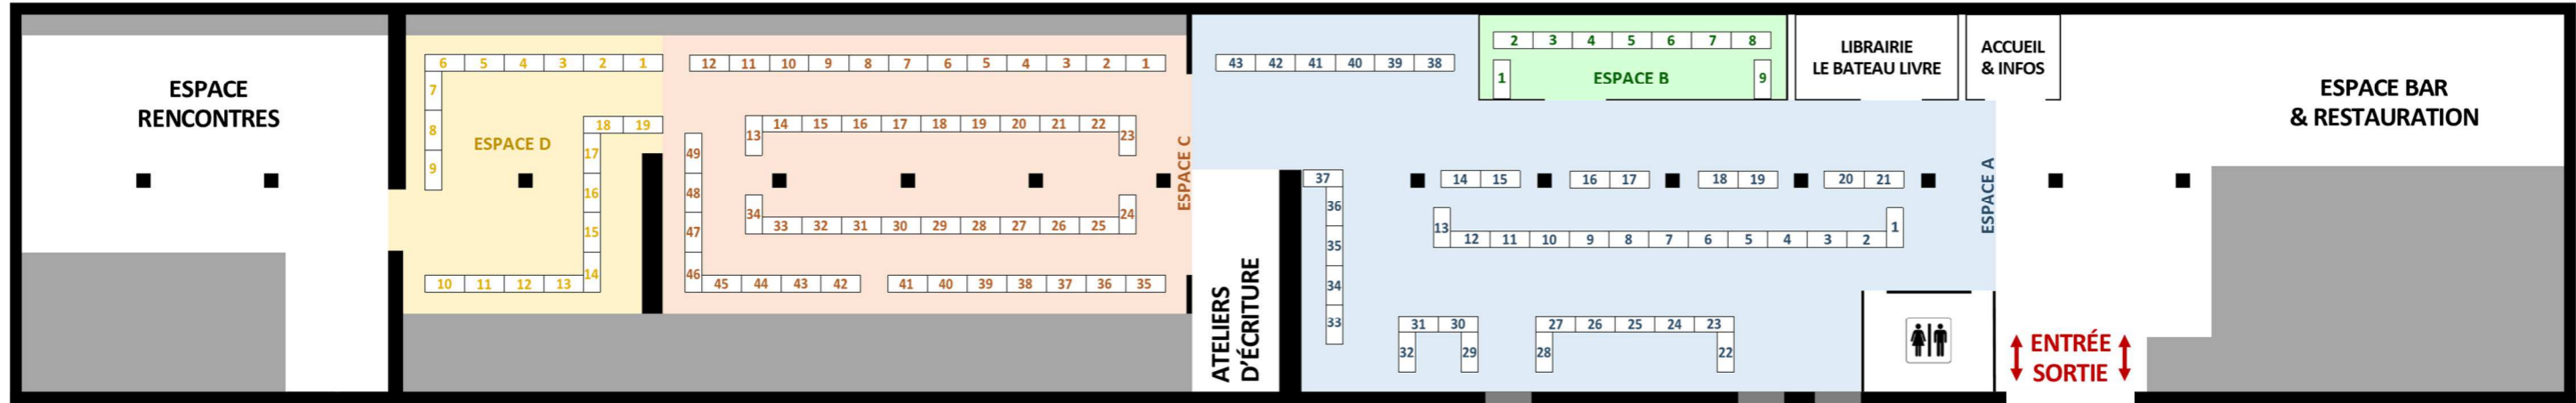 ESPACE
RENCONTRES
6 5 4 3 2 1
7
8
9
ESPACE D
18 19
17
16
15
14
10 11 12 13
12 11 10 9 8 7 6 5 4 3 2 1
13 14 15 16 17 18 19 20 21 22 23
49
48
47
46
34 33 32 31 30 29 28 27 26 25 24
45 44 43 42 41 40 39 38 37 36 35
ESPACE C
43 42 41 40 39 38
2 3 4 5 6 7 8
1 ESPACE B 9
LIBRAIRIE
LE BATEAU LIVRE
ACCUEIL
& INFOS
ESPACE BAR
& RESTAURATION
ATELIERS
D'ÉCRITURE
37
36
35
34
33
14 15 16 17 18 19 20 21
13 12 11 10 9 8 7 6 5 4 3 2 1
ESPACE A
31 30
32 29
27 26 25 24 23
28 22
ENTRÉE
SORTIE